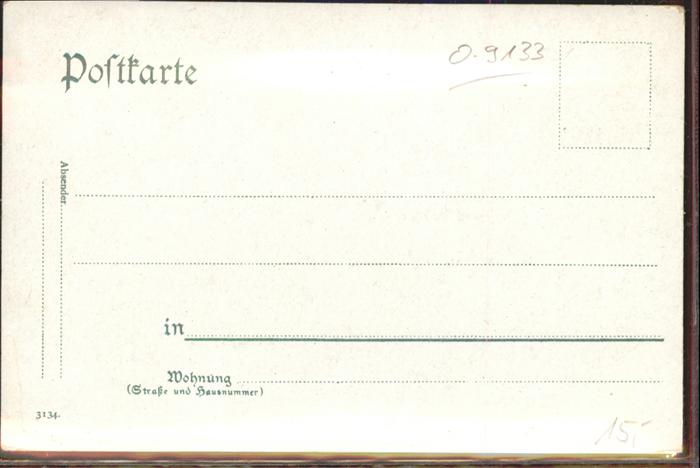 O-9133
Poſtkarte
Absender
in
Wohnung
(Straße und Hausnummer)
3134.
15,-